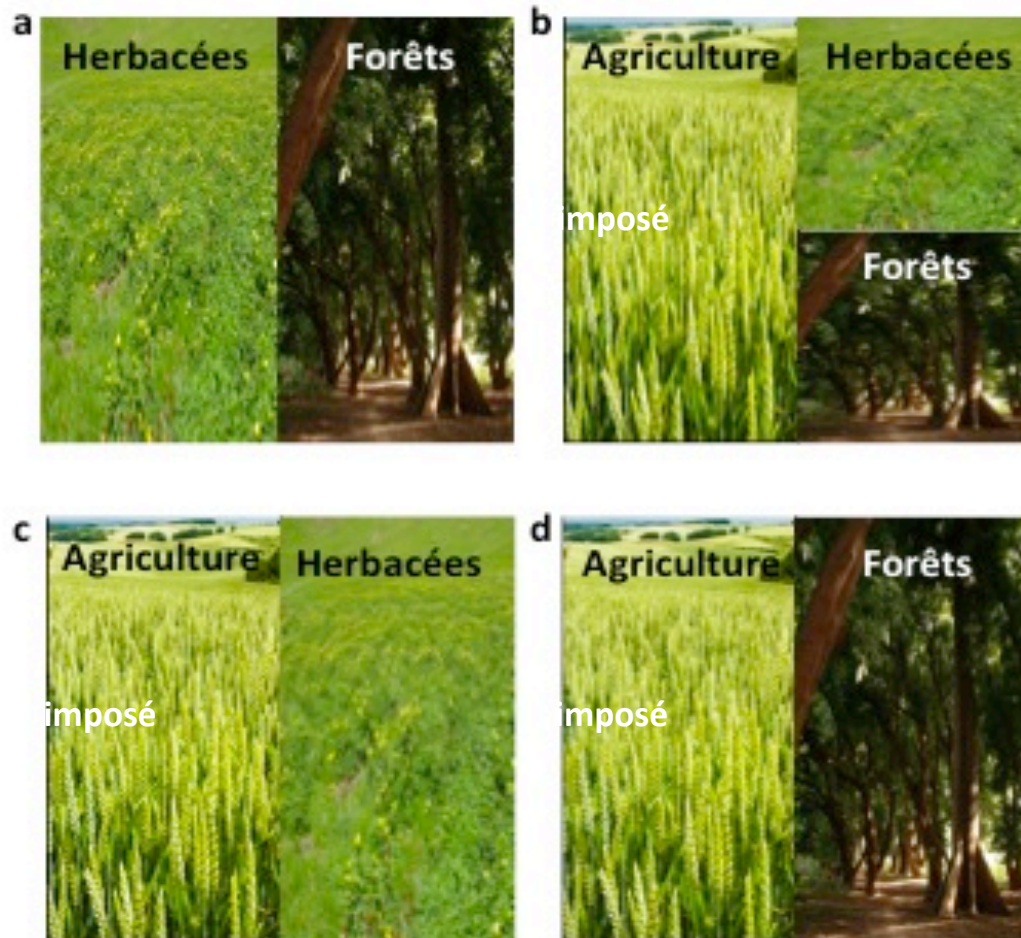 a
Herbacées Forêts
b
Agriculture Herbacées
imposé
Forêts
c
Agriculture Herbacées
imposé
d
Agriculture Forêts
imposé